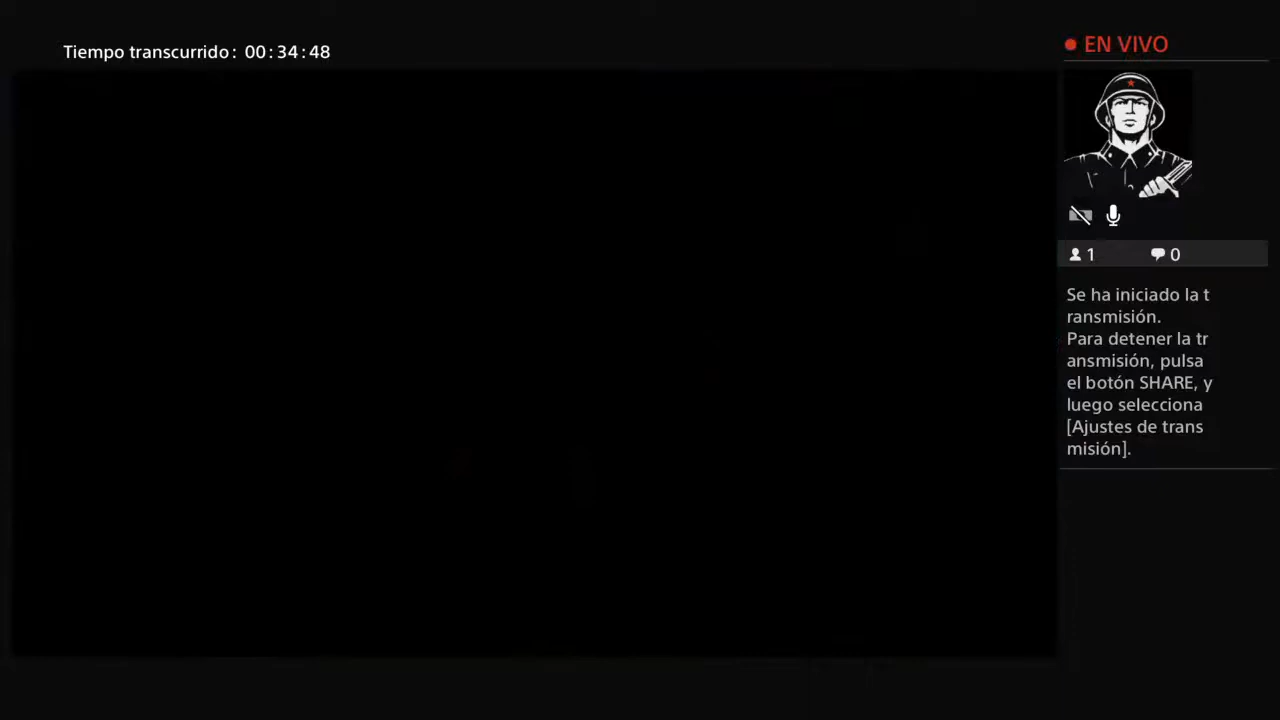 Tiempo transcurrido: 00:34:48
EN VIVO
1 0
Se ha iniciado la t
ransmisión.
Para detener la tr
ansmisión, pulsa
el botón SHARE, y
luego selecciona
[Ajustes de trans
misión].